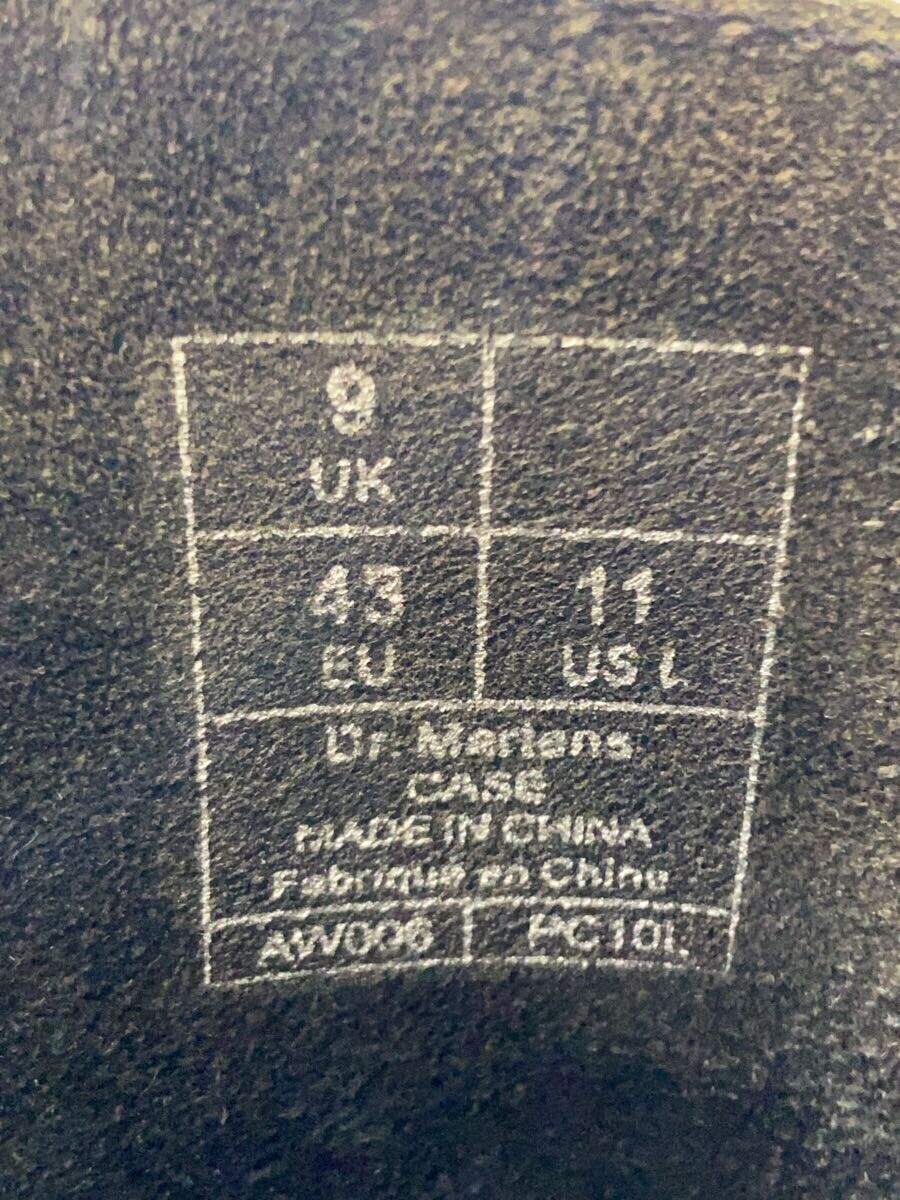 9
UK
43
EU
11
US L
Dr. Martens
CASE
MADE IN CHINA
Fabriqué en Chine
AW006
PC10L